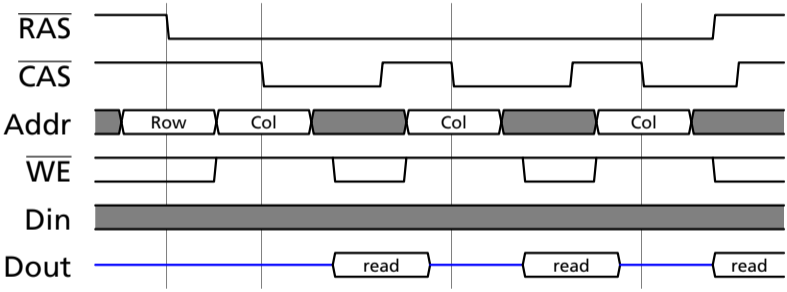 RAS
CAS
Addr Row Col Col Col
WE
Din
Dout read read read